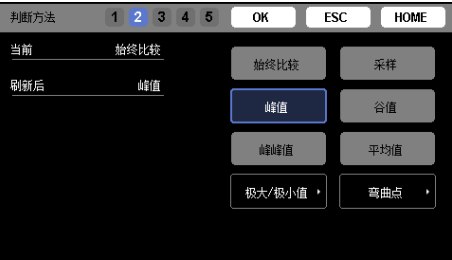 判断方法 1 2 3 4 5 OK ESC HOME
当前 始终比较
刷新后 峰值
始终比较 采样
峰值 谷值
峰峰值 平均值
极大/极小值 弯曲点